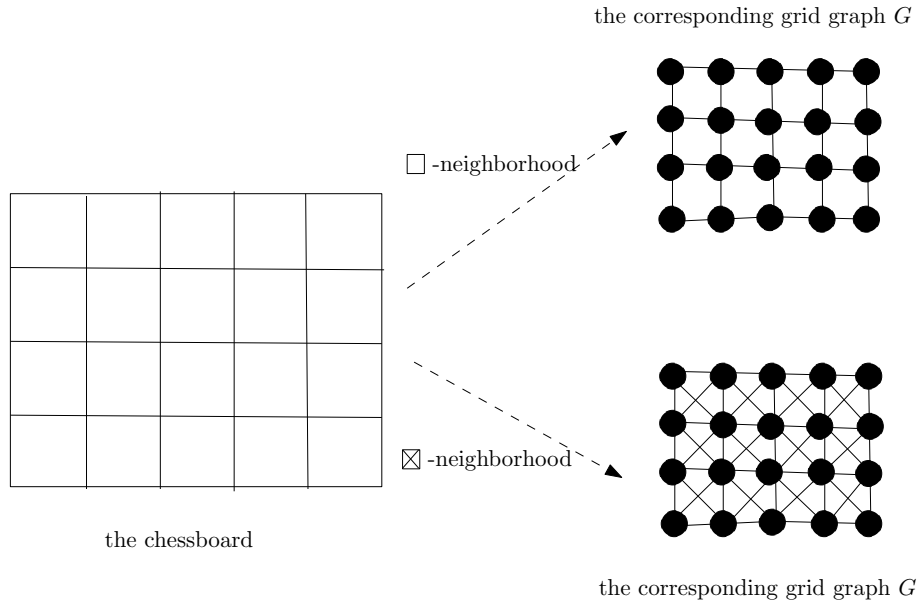 the corresponding grid graph G
□ -neighborhood
⊠ -neighborhood
the chessboard
the corresponding grid graph G